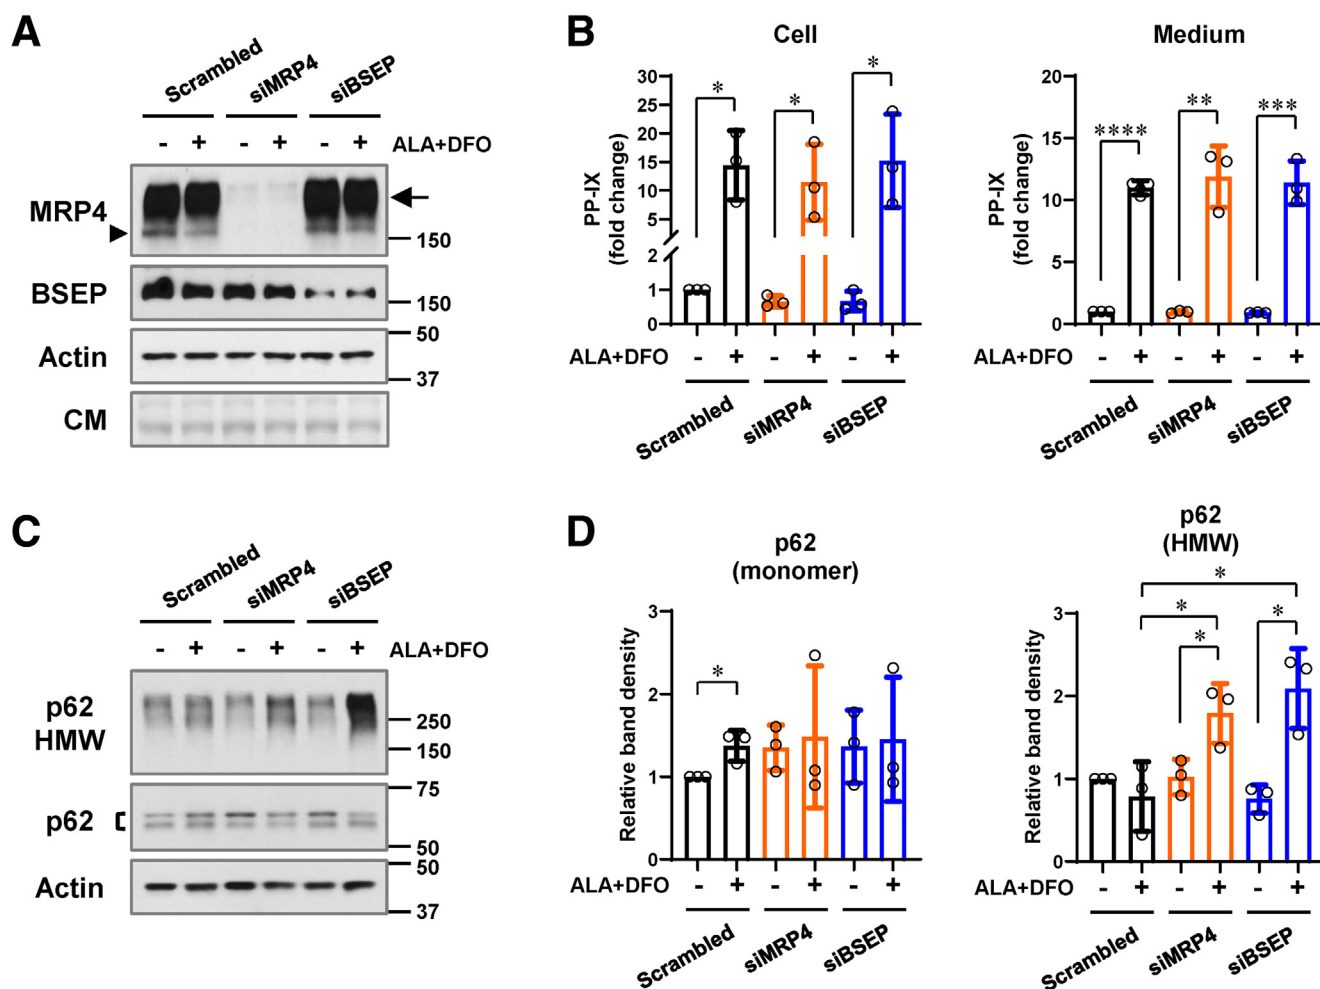 A
Scrambled
siMRP4
siBSEP
- + - + - + ALA+DFO
MRP4
150
BSEP
150
50
Actin
37
CM
B
Cell
PP-IX
(fold change)
30
25
20
15
10
5
2
1
0
* * *
ALA+DFO - + - + - +
Scrambled
siMRP4
siBSEP
Medium
PP-IX
(fold change)
20
15
10
5
0
**** ** ***
- + - + - +
Scrambled
siMRP4
siBSEP
C
Scrambled
siMRP4
siBSEP
- + - + - + ALA+DFO
p62
HMW
250
150
75
p62
50
50
Actin
37
D
p62
(monomer)
Relative band density
3
2
1
0
*
ALA+DFO - + - + - +
Scrambled
siMRP4
siBSEP
p62
(HMW)
Relative band density
3
2
1
0
*
*
* *
ALA+DFO - + - + - +
Scrambled
siMRP4
siBSEP